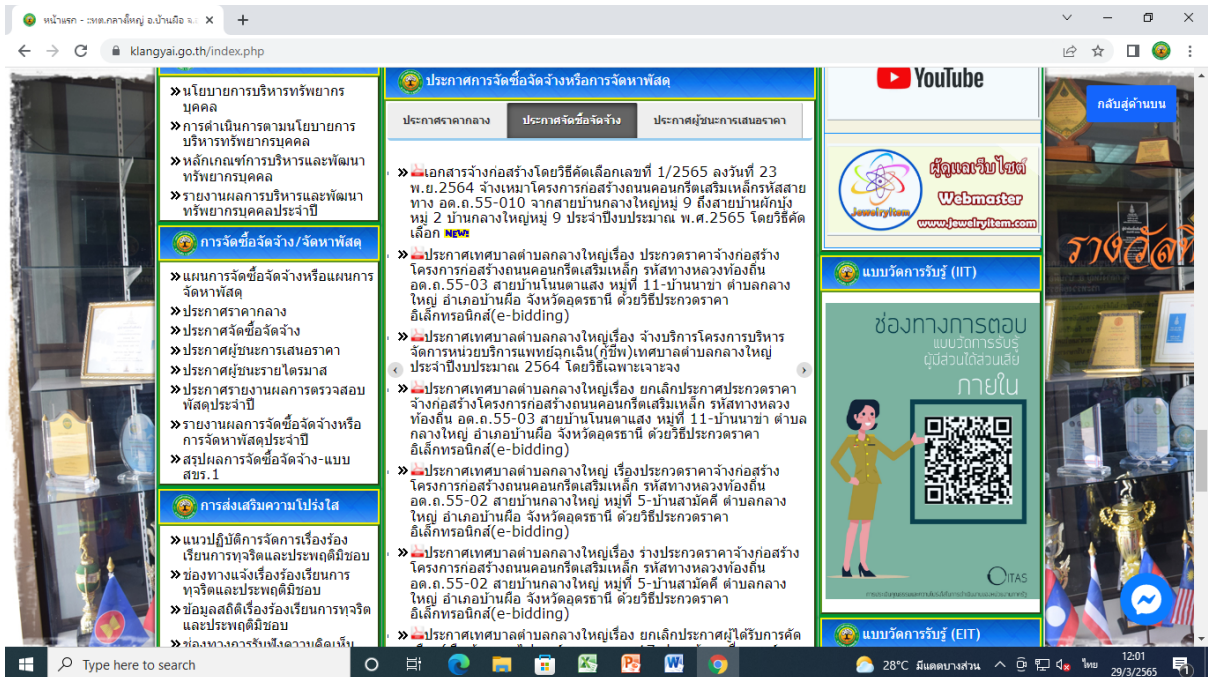 หน้าแรก - ::ทต.กลางใหญ่ อ.บ้านผือ จ.
klangyai.go.th/index.php
นโยบายการบริหารทรัพยากร
บุคคล
การดำเนินการตามนโยบายการ
บริหารทรัพยากรบุคคล
หลักเกณฑ์การบริหารและพัฒนา
ทรัพยากรบุคคล
รายงานผลการบริหารและพัฒนา
ทรัพยากรบุคคลประจำปี
การจัดซื้อจัดจ้าง/จัดหาพัสดุ
แผนการจัดซื้อจัดจ้างหรือแผนการ
จัดหาพัสดุ
ประกาศราคากลาง
ประกาศจัดซื้อจัดจ้าง
ประกาศผู้ชนะการเสนอราคา
ประกาศผู้ชนะรายไตรมาส
ประกาศรายงานผลการตรวจสอบ
พัสดุประจำปี
รายงานผลการจัดซื้อจัดจ้างหรือ
การจัดหาพัสดุประจำปี
สรุปผลการจัดซื้อจัดจ้าง-แบบ
สขร.1
การส่งเสริมความโปร่งใส
แนวปฏิบัติการจัดการเรื่องร้อง
เรียนการทุจริตและประพฤติมิชอบ
ช่องทางแจ้งเรื่องร้องเรียนการ
ทุจริตและประพฤติมิชอบ
ข้อมูลสถิติเรื่องร้องเรียนการทุจริต
และประพฤติมิชอบ
ช่องทางการรับฟังความคิดเห็น
ประกาศการจัดซื้อจัดจ้างหรือการจัดหาพัสดุ
ประกาศราคากลาง ประกาศจัดซื้อจัดจ้าง ประกาศผู้ชนะการเสนอราคา
เอกสารจ้างก่อสร้างโดยวิธีคัดเลือกเลขที่ 1/2565 ลงวันที่ 23
พ.ย.2564 จ้างเหมาโครงการก่อสร้างถนนคอนกรีตเสริมเหล็กรหัสสาย
ทาง อด.ถ.55-010 จากสายบ้านกลางใหญ่หมู่ 9 ถึงสายบ้านผักบุ้ง
หมู่ 2 บ้านกลางใหญ่หมู่ 9 ประจำปีงบประมาณ พ.ศ.2565 โดยวิธีคัด
เลือก NEW!
ประกาศเทศบาลตำบลกลางใหญ่เรื่อง ประกวดราคาจ้างก่อสร้าง
โครงการก่อสร้างถนนคอนกรีตเสริมเหล็ก รหัสทางหลวงท้องถิ่น
อด.ถ.55-03 สายบ้านโนนตาแสง หมู่ที่ 11-บ้านนาข่า ตำบลกลาง
ใหญ่ อำเภอบ้านผือ จังหวัดอุดรธานี ด้วยวิธีประกวดราคา
อิเล็กทรอนิกส์(e-bidding)
ประกาศเทศบาลตำบลกลางใหญ่เรื่อง จ้างบริการโครงการบริหาร
จัดการหน่วยบริการแพทย์ฉุกเฉิน(กู้ชีพ)เทศบาลตำบลกลางใหญ่
ประจำปีงบประมาณ 2564 โดยวิธีเฉพาะเจาะจง
ประกาศเทศบาลตำบลกลางใหญ่เรื่อง ยกเลิกประกาศประกวดราคา
จ้างก่อสร้างโครงการก่อสร้างถนนคอนกรีตเสริมเหล็ก รหัสทางหลวง
ท้องถิ่น อด.ถ.55-03 สายบ้านโนนตาแสง หมู่ที่ 11-บ้านนาข่า ตำบล
กลางใหญ่ อำเภอบ้านผือ จังหวัดอุดรธานี ด้วยวิธีประกวดราคา
อิเล็กทรอนิกส์(e-bidding)
ประกาศเทศบาลตำบลกลางใหญ่ เรื่องประกวดราคาจ้างก่อสร้าง
โครงการก่อสร้างถนนคอนกรีตเสริมเหล็ก รหัสทางหลวงท้องถิ่น
อด.ถ.55-02 สายบ้านกลางใหญ่ หมู่ที่ 5-บ้านสามัคคี ตำบลกลาง
ใหญ่ อำเภอบ้านผือ จังหวัดอุดรธานี ด้วยวิธีประกวดราคา
อิเล็กทรอนิกส์(e-bidding)
ประกาศเทศบาลตำบลกลางใหญ่เรื่อง ร่างประกวดราคาจ้างก่อสร้าง
โครงการก่อสร้างถนนคอนกรีตเสริมเหล็ก รหัสทางหลวงท้องถิ่น
อด.ถ.55-02 สายบ้านกลางใหญ่ หมู่ที่ 5-บ้านสามัคคี ตำบลกลาง
ใหญ่ อำเภอบ้านผือ จังหวัดอุดรธานี ด้วยวิธีประกวดราคา
อิเล็กทรอนิกส์(e-bidding)
ประกาศเทศบาลตำบลกลางใหญ่เรื่อง ยกเลิกประกาศผู้ได้รับการคัด
YouTube
ผู้ดูแลเว็บไซต์
Webmaster
Jewelryitem
www.jewelryitem.com
แบบวัดการรับรู้ (IIT)
ช่องทางการตอบ
แบบวัดการรับรู้
ผู้มีส่วนได้ส่วนเสีย
ภายใน
ITAS
แบบวัดการรับรู้ (EIT)
กลับสู่ด้านบน
รางวัลที่
Type here to search
28°C มีแดดบางส่วน
ไทย
12:01
29/3/2565